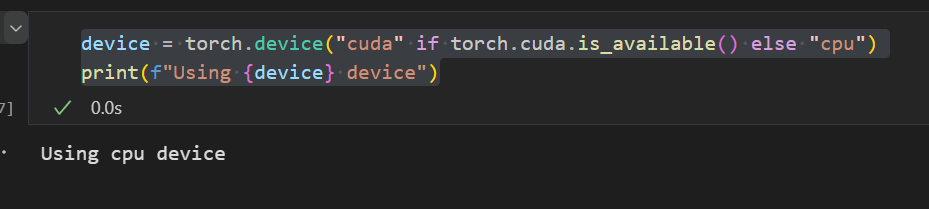 device = torch.device("cuda" if torch.cuda.is_available() else "cpu")
print(f"Using {device} device")
7]
0.0s
Using cpu device